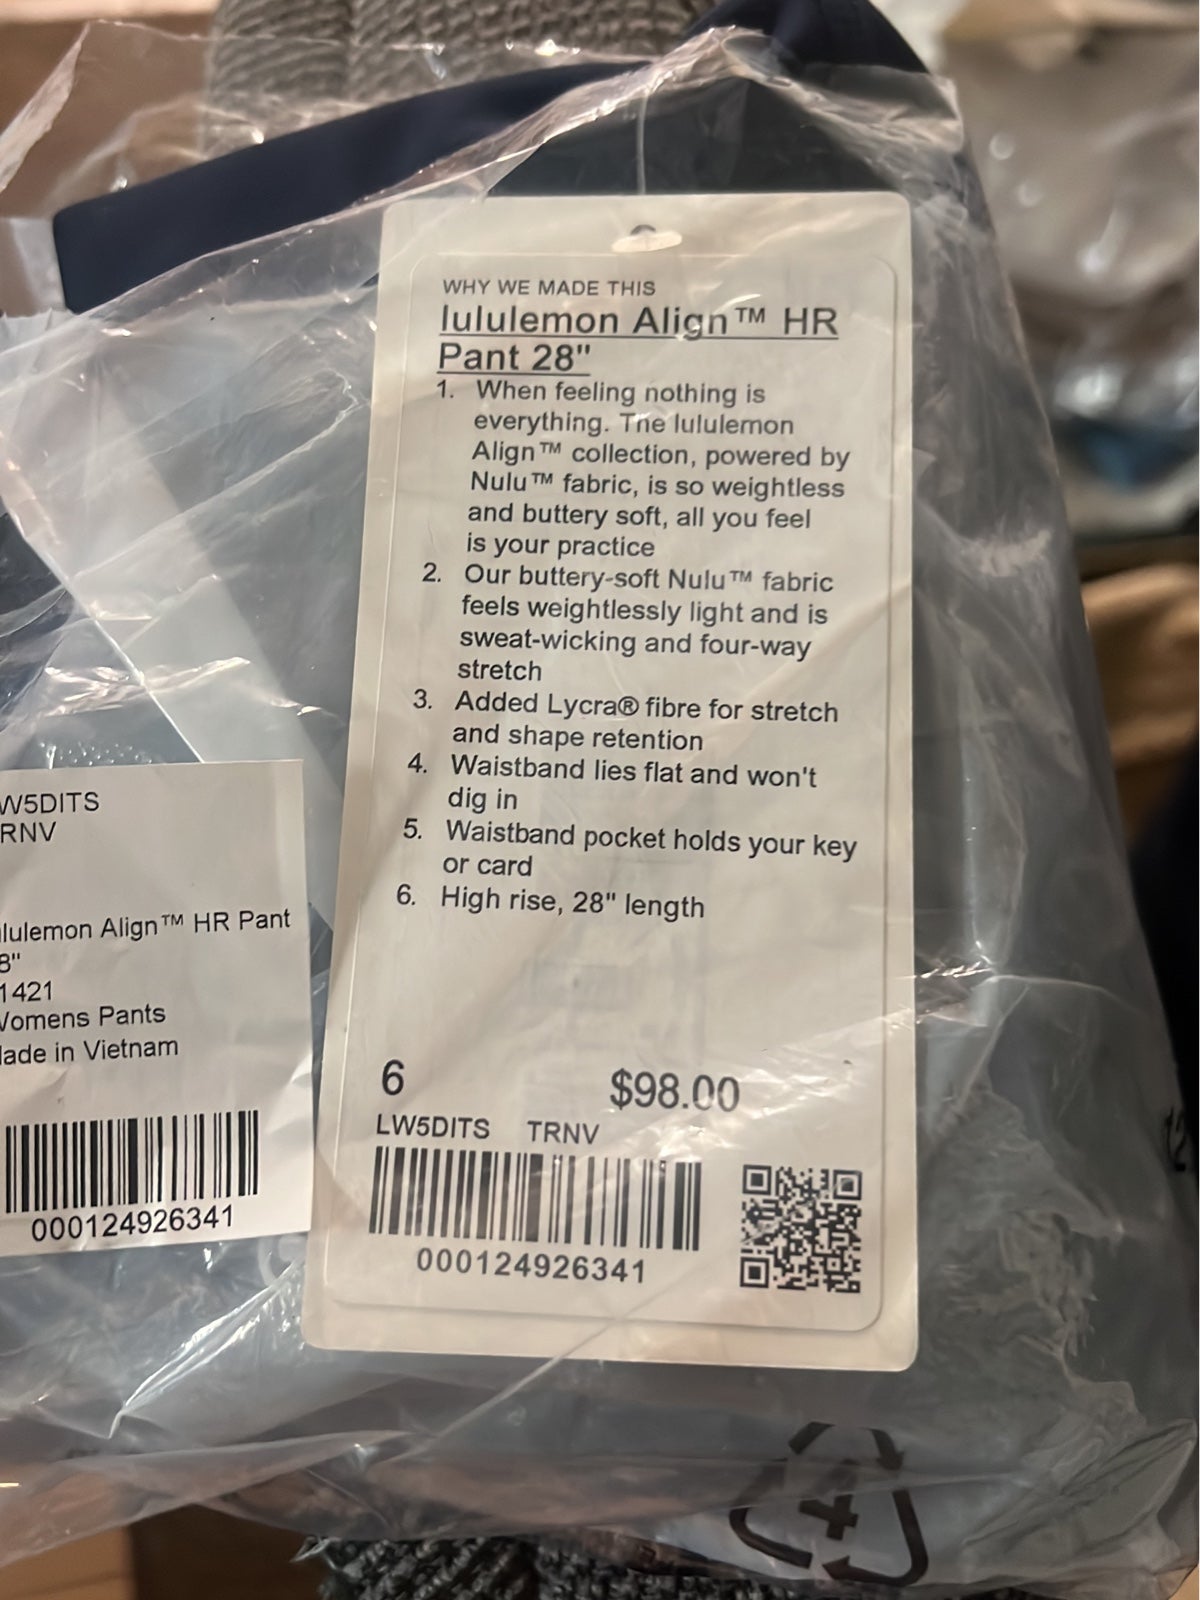 WHY WE MADE THIS
lululemon Align™ HR
Pant 28"
1. When feeling nothing is
everything. The lululemon
Align™ collection, powered by
Nulu™ fabric, is so weightless
and buttery soft, all you feel
is your practice
2. Our buttery-soft Nulu™ fabric
feels weightlessly light and is
sweat-wicking and four-way
stretch
3. Added Lycra® fibre for stretch
and shape retention
4. Waistband lies flat and won't
dig in
5. Waistband pocket holds your key
or card
6. High rise, 28" length
6 $98.00
LW5DITS TRNV
000124926341
W5DITS
RNV
lulemon Align™ HR Pant
8"
1421
Womens Pants
Made in Vietnam
000124926341
4